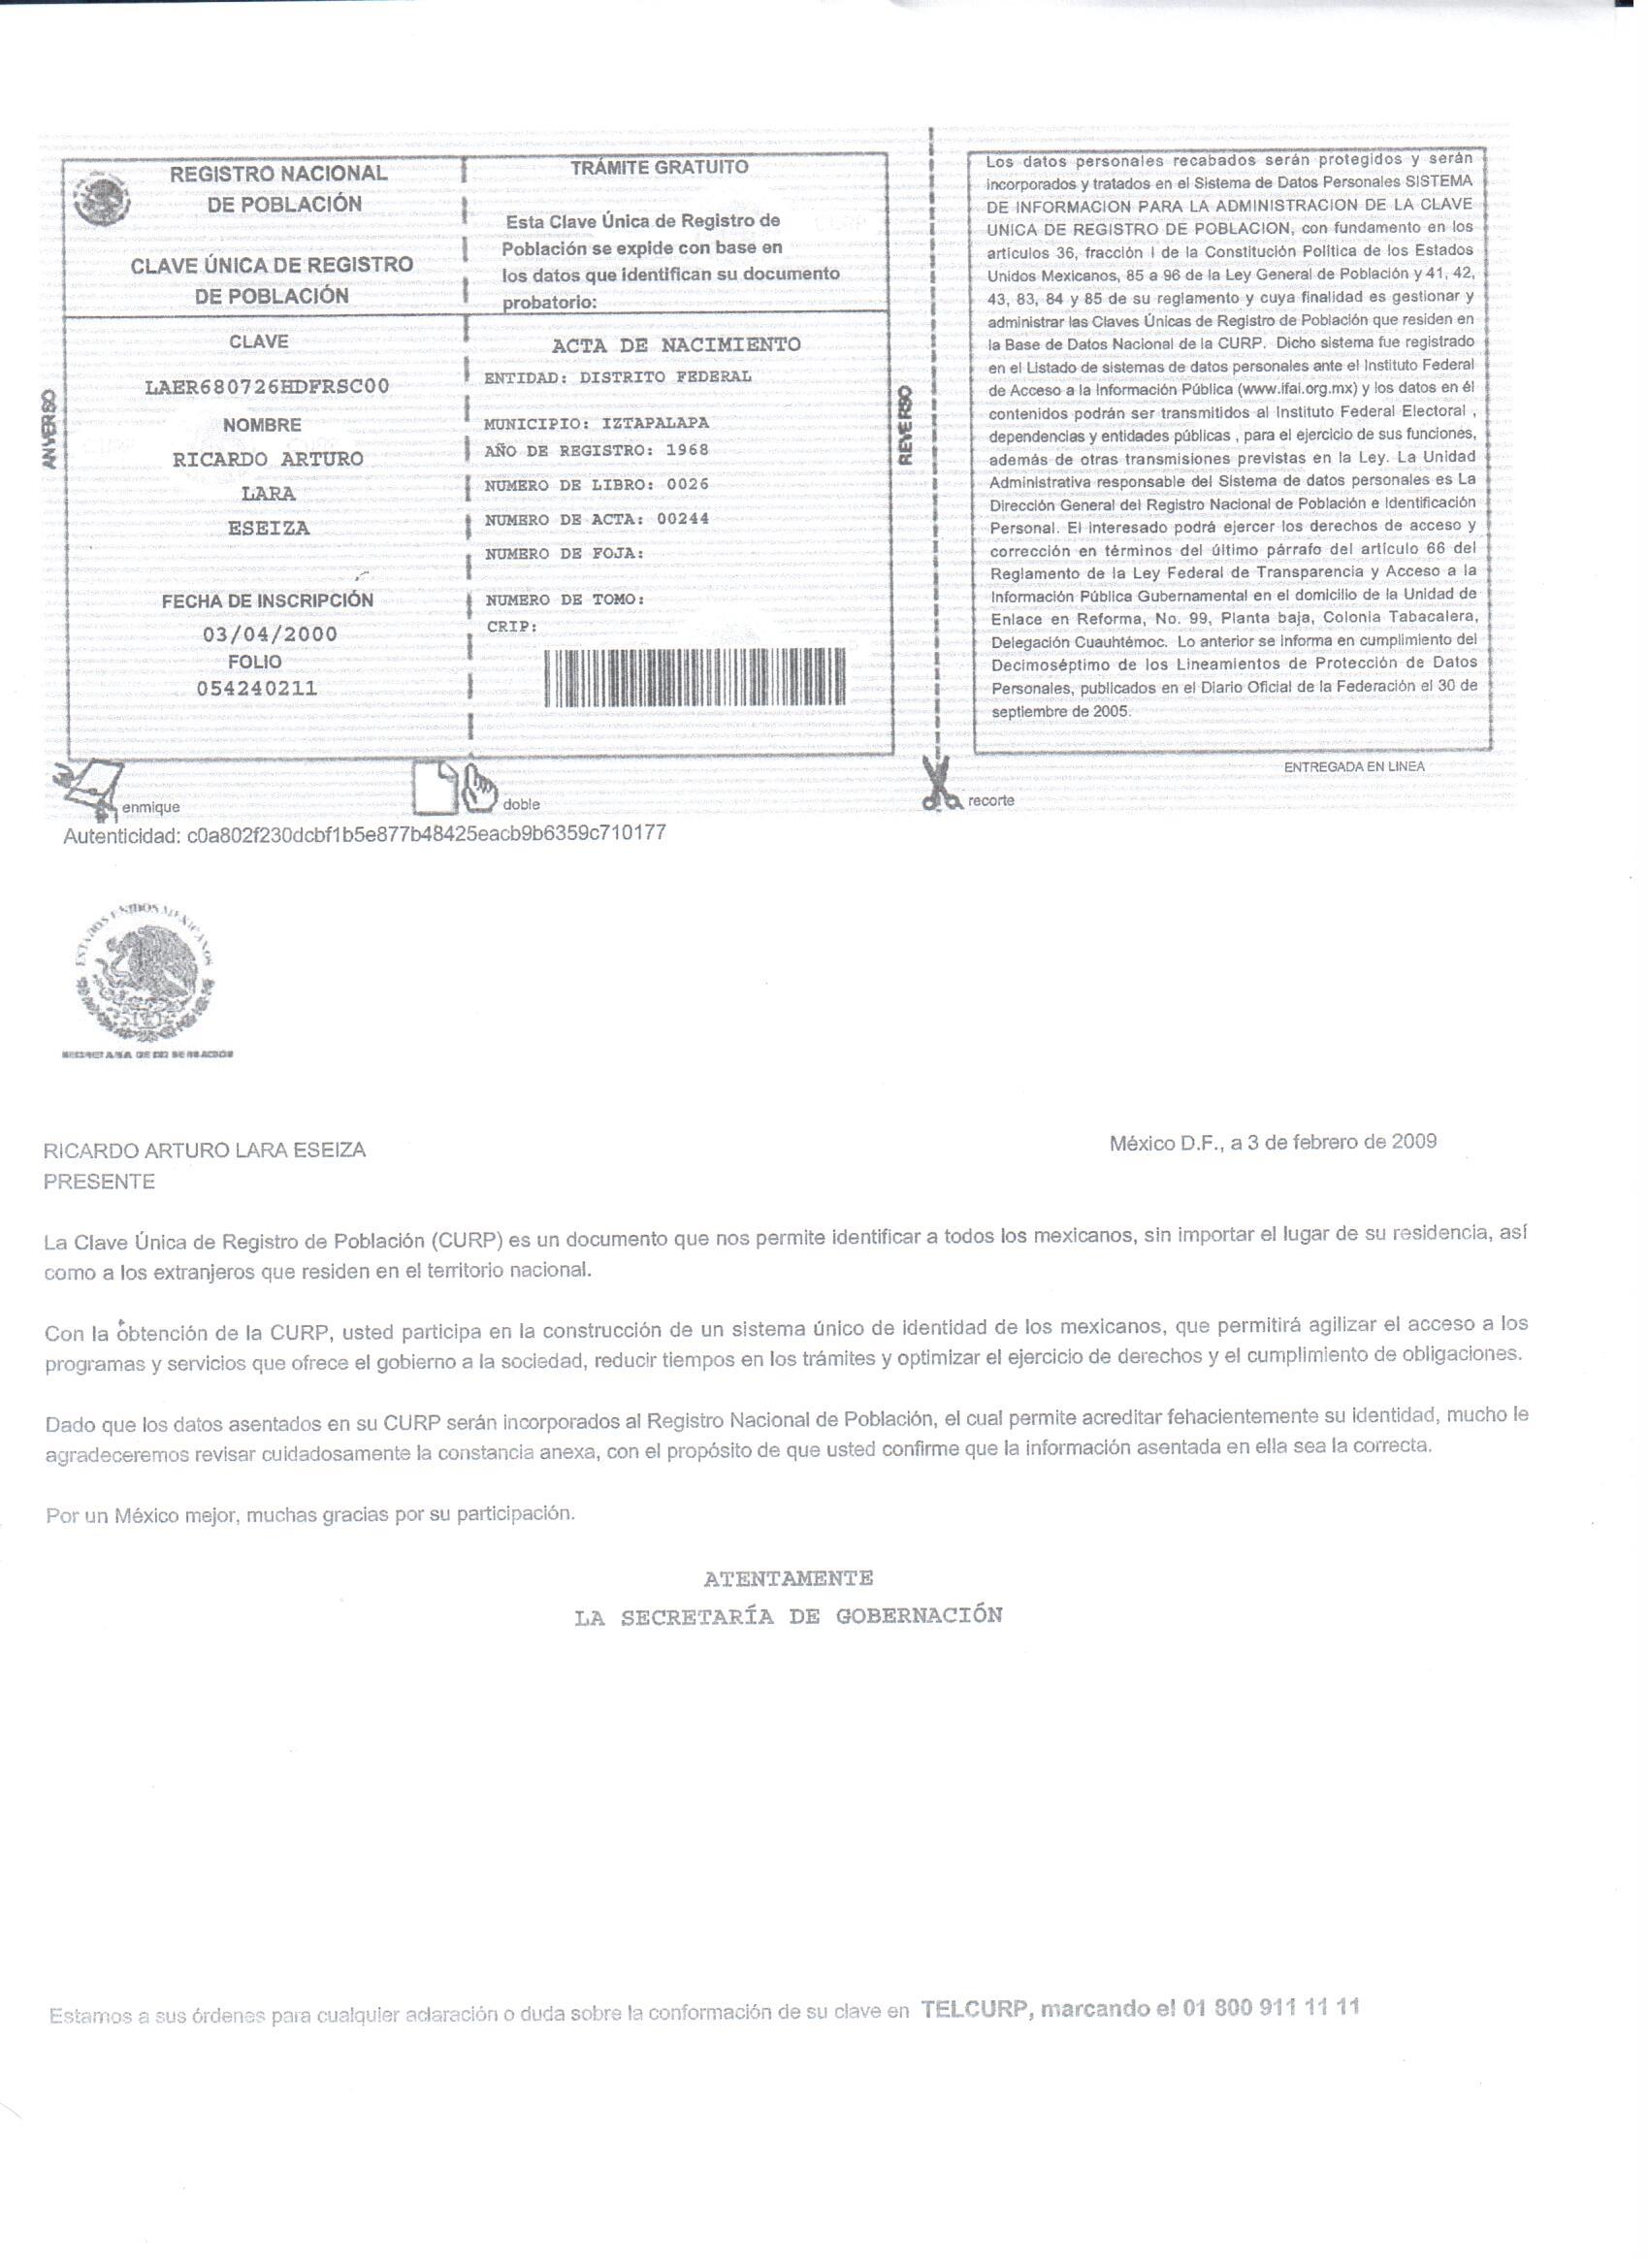 REGISTRO NACIONAL
DE POBLACIÓN
CLAVE ÚNICA DE REGISTRO
DE POBLACIÓN
ANVERSO
CLAVE
LAER680726HDFRSC00
NOMBRE
RICARDO ARTURO
LARA
ESEIZA
FECHA DE INSCRIPCIÓN
03/04/2000
FOLIO
054240211
TRÁMITE GRATUITO
Esta Clave Única de Registro de
Población se expide con base en
los datos que identifican su documento
probatorio:
ACTA DE NACIMIENTO
ENTIDAD: DISTRITO FEDERAL
MUNICIPIO: IZTAPALAPA
AÑO DE REGISTRO: 1968
NUMERO DE LIBRO: 0026
NUMERO DE ACTA: 00244
NUMERO DE FOJA:
NUMERO DE TOMO:
CRIP:
REVERSO
Los datos personales recabados serán protegidos y serán
incorporados y tratados en el Sistema de Datos Personales SISTEMA
DE INFORMACION PARA LA ADMINISTRACION DE LA CLAVE
UNICA DE REGISTRO DE POBLACION, con fundamento en los
artículos 36, fracción I de la Constitución Política de los Estados
Unidos Mexicanos, 85 a 96 de la Ley General de Población y 41, 42,
43, 83, 84 y 85 de su reglamento y cuya finalidad es gestionar y
administrar las Claves Únicas de Registro de Población que residen en
la Base de Datos Nacional de la CURP. Dicho sistema fue registrado
en el Listado de sistemas de datos personales ante el Instituto Federal
de Acceso a la Información Pública (www.ifai.org.mx) y los datos en él
contenidos podrán ser transmitidos al Instituto Federal Electoral ,
dependencias y entidades públicas , para el ejercicio de sus funciones,
además de otras transmisiones previstas en la Ley. La Unidad
Administrativa responsable del Sistema de datos personales es La
Dirección General del Registro Nacional de Población e Identificación
Personal. El interesado podrá ejercer los derechos de acceso y
corrección en términos del último párrafo del artículo 66 del
Reglamento de la Ley Federal de Transparencia y Acceso a la
Información Pública Gubernamental en el domicilio de la Unidad de
Enlace en Reforma, No. 99, Planta baja, Colonia Tabacalera,
Delegación Cuauhtémoc. Lo anterior se informa en cumplimiento del
Decimoséptimo de los Lineamientos de Protección de Datos
Personales, publicados en el Diario Oficial de la Federación el 30 de
septiembre de 2005.
ENTREGADA EN LINEA
enmique
doble
recorte
Autenticidad: c0a802f230dcbf1b5e877b48425eacb9b6359c710177
ESTADOS UNIDOS MEXICANOS
SECRETARIA DE GOBERNACION
RICARDO ARTURO LARA ESEIZA
México D.F., a 3 de febrero de 2009
PRESENTE
La Clave Única de Registro de Población (CURP) es un documento que nos permite identificar a todos los mexicanos, sin importar el lugar de su residencia, así
como a los extranjeros que residen en el territorio nacional.
Con la obtención de la CURP, usted participa en la construcción de un sistema único de identidad de los mexicanos, que permitirá agilizar el acceso a los
programas y servicios que ofrece el gobierno a la sociedad, reducir tiempos en los trámites y optimizar el ejercicio de derechos y el cumplimiento de obligaciones.
Dado que los datos asentados en su CURP serán incorporados al Registro Nacional de Población, el cual permite acreditar fehacientemente su identidad, mucho le
agradeceremos revisar cuidadosamente la constancia anexa, con el propósito de que usted confirme que la información asentada en ella sea la correcta.
Por un México mejor, muchas gracias por su participación.
ATENTAMENTE
LA SECRETARÍA DE GOBERNACIÓN
Estamos a sus órdenes para cualquier aclaración o duda sobre la conformación de su clave en TELCURP, marcando el 01 800 911 11 11